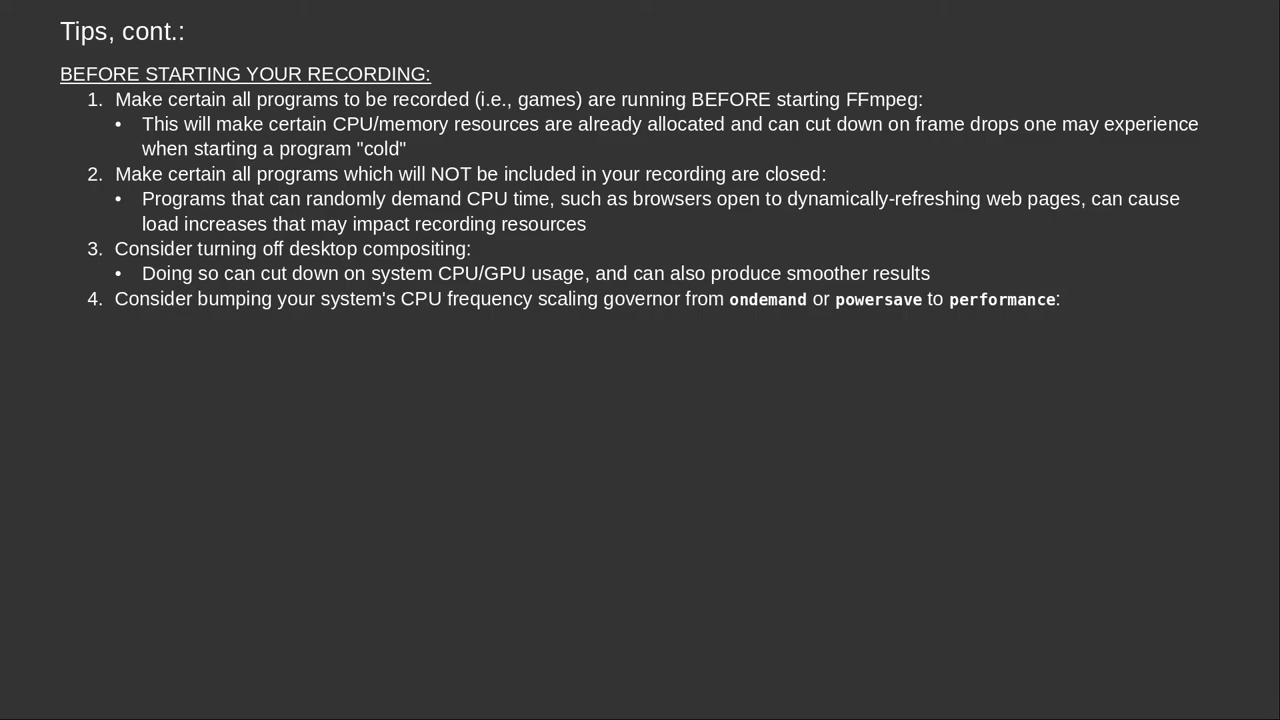 Tips, cont.:
BEFORE STARTING YOUR RECORDING:
1. Make certain all programs to be recorded (i.e., games) are running BEFORE starting FFmpeg:
• This will make certain CPU/memory resources are already allocated and can cut down on frame drops one may experience
when starting a program "cold"
2. Make certain all programs which will NOT be included in your recording are closed:
• Programs that can randomly demand CPU time, such as browsers open to dynamically-refreshing web pages, can cause
load increases that may impact recording resources
3. Consider turning off desktop compositing:
• Doing so can cut down on system CPU/GPU usage, and can also produce smoother results
4. Consider bumping your system's CPU frequency scaling governor from ondemand or powersave to performance: